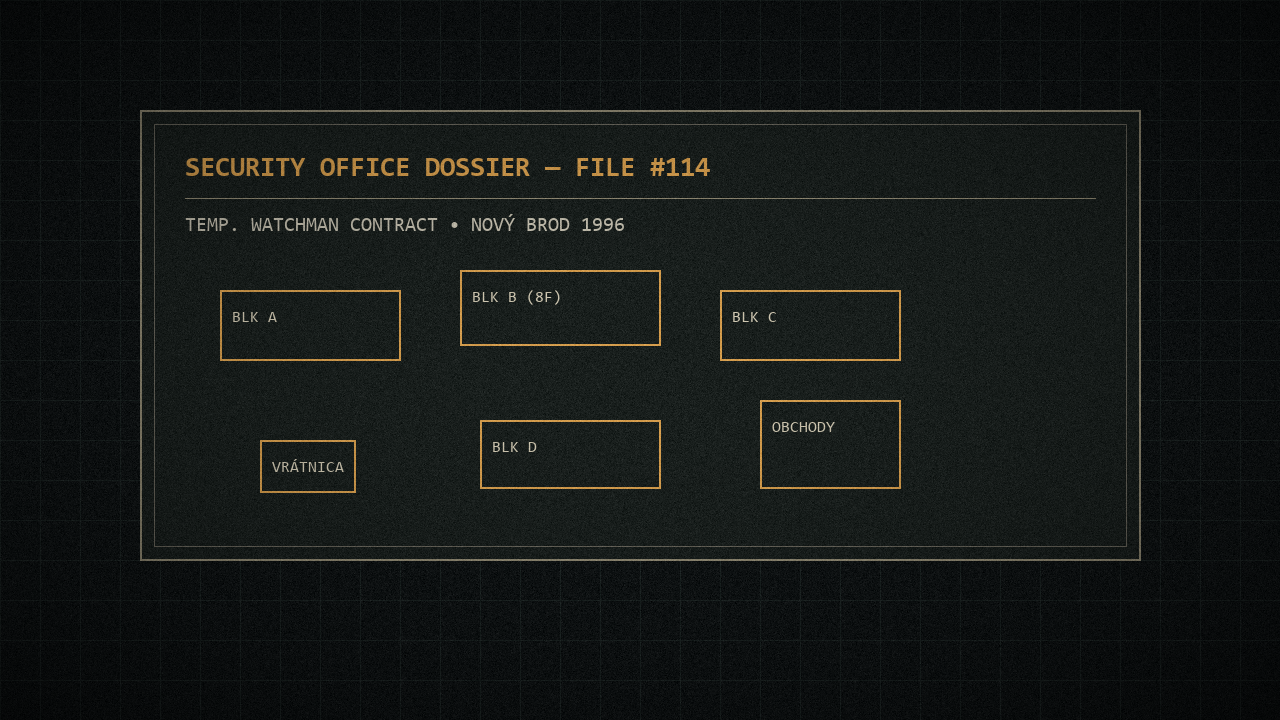 SECURITY OFFICE DOSSIER — FILE #114
TEMP. WATCHMAN CONTRACT • NOVÝ BROD 1996
BLK A
BLK B (8F)
BLK C
VRÁTNICA
BLK D
OBCHODY